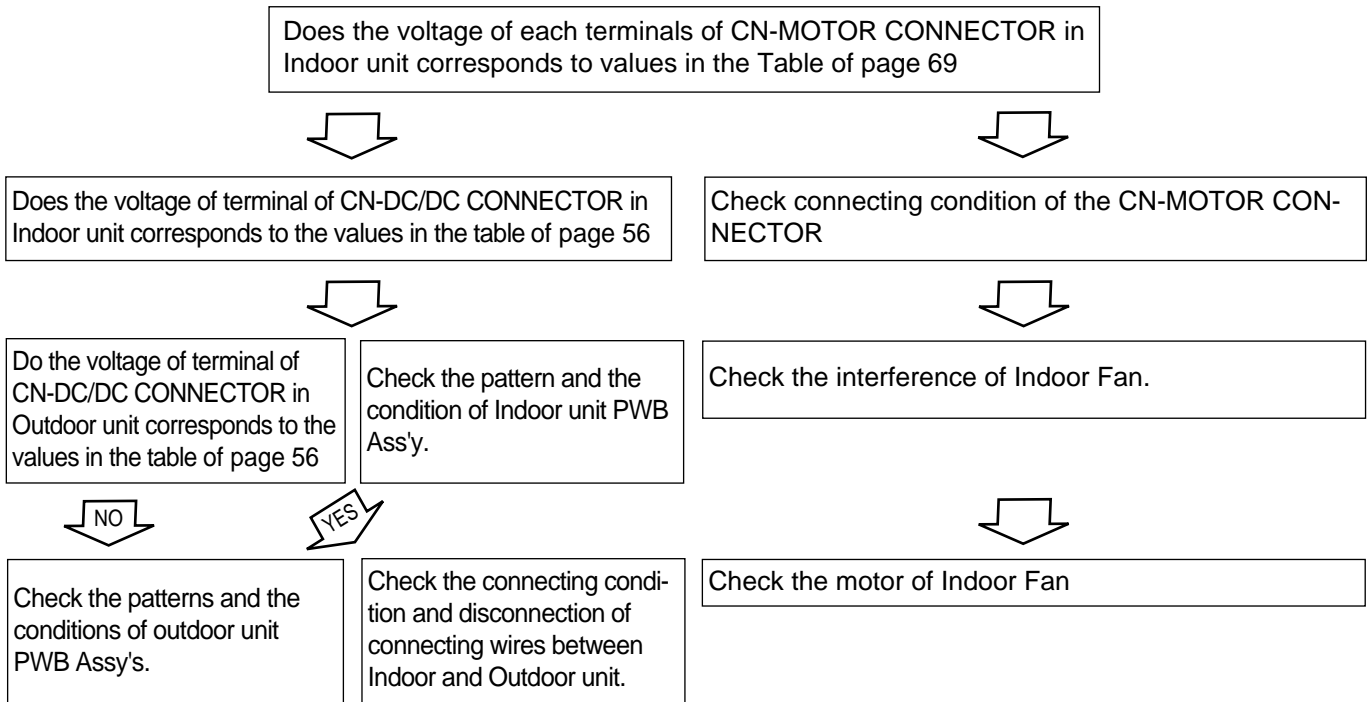 Does the voltage of each terminals of CN-MOTOR CONNECTOR in
Indoor unit corresponds to values in the Table of page 69
Does the voltage of terminal of CN-DC/DC CONNECTOR in
Indoor unit corresponds to the values in the table of page 56
Check connecting condition of the CN-MOTOR CON-
NECTOR
Do the voltage of terminal of
CN-DC/DC CONNECTOR in
Outdoor unit corresponds to the
values in the table of page 56
Check the pattern and the
condition of Indoor unit PWB
Ass'y.
Check the interference of Indoor Fan.
NO
YES
Check the patterns and the
conditions of outdoor unit
PWB Assy's.
Check the connecting condi-
tion and disconnection of
connecting wires between
Indoor and Outdoor unit.
Check the motor of Indoor Fan